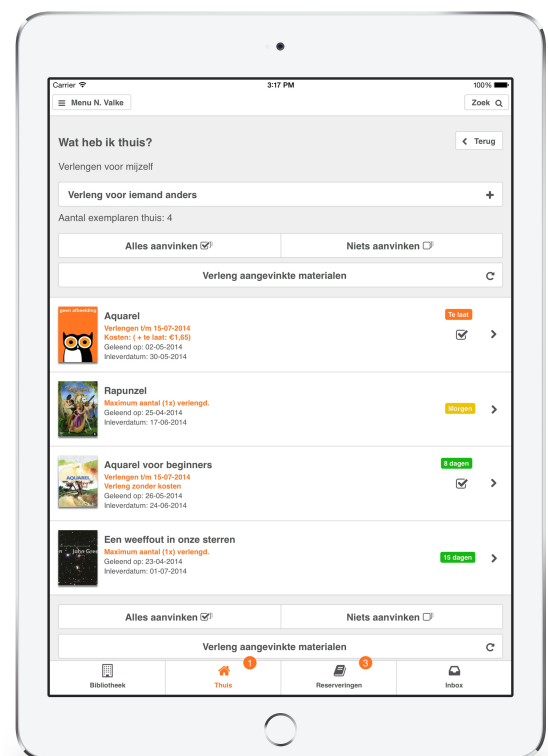 Carrier 3:17 PM 100%
Menu N. Valke Zoek
Wat heb ik thuis? Terug
Verlengen voor mijzelf
Verleng voor iemand anders
Aantal exemplaren thuis: 4
Alles aanvinken Niets aanvinken
Verleng aangevinkte materialen
geen afbeelding
Aquarel Te laat
Verlengen t/m 15-07-2014
Kosten: ( + te laat: €1,65)
Geleend op: 02-05-2014
Inleverdatum: 30-05-2014
Rapunzel
Maximum aantal (1x) verlengd. Morgen
Geleend op: 25-04-2014
Inleverdatum: 17-06-2014
Aquarel voor beginners 8 dagen
Verlengen t/m 15-07-2014
AQUAREL
Verleng zonder kosten
Geleend op: 26-05-2014
Inleverdatum: 24-06-2014
Een weeffout in onze sterren
John Gree
Maximum aantal (1x) verlengd. 15 dagen
Geleend op: 23-04-2014
Inleverdatum: 01-07-2014
Alles aanvinken Niets aanvinken
Verleng aangevinkte materialen
1 3
Bibliotheek Thuis Reserveringen Inbox